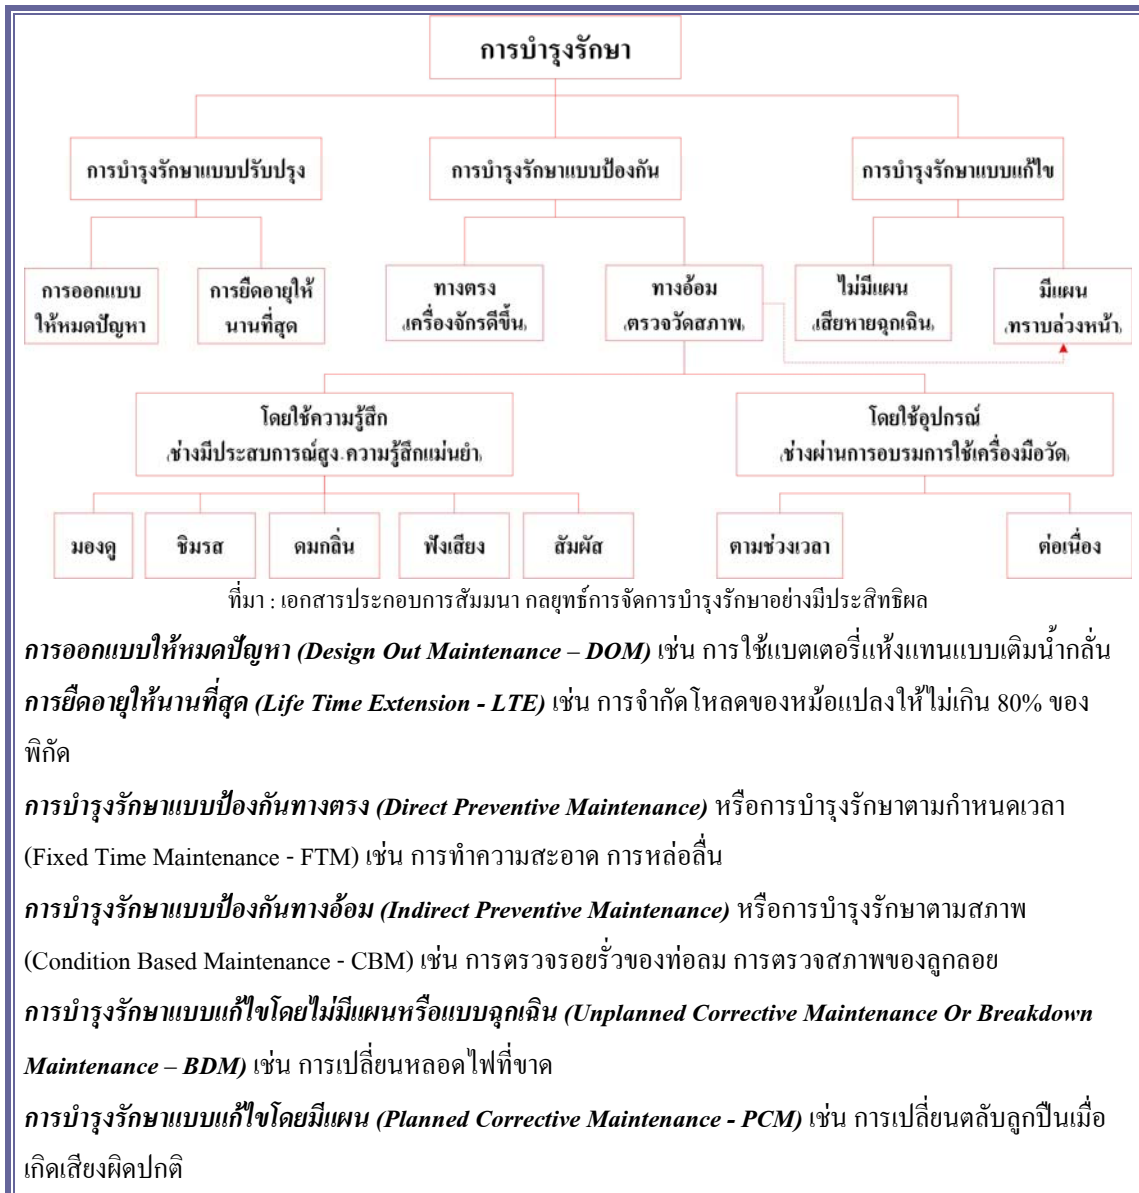 การบำรุงรักษา
การบำรุงรักษาแบบปรับปรุง
การบำรุงรักษาแบบป้องกัน
การบำรุงรักษาแบบแก้ไข
การออกแบบ
ให้หมดปัญหา
การยืดอายุให้
นานที่สุด
ทางตรง
(เครื่องจักรดีขึ้น)
ทางอ้อม
(ตรวจวัดสภาพ)
ไม่มีแผน
(เสียหายฉุกเฉิน)
มีแผน
(ทราบล่วงหน้า)
โดยใช้ความรู้สึก
(ช่างมีประสบการณ์สูง-ความรู้สึกแม่นยำ)
โดยใช้อุปกรณ์
(ช่างผ่านการอบรมการใช้เครื่องมือวัด)
มองดู
ชิมรส
ดมกลิ่น
ฟังเสียง
สัมผัส
ตามช่วงเวลา
ต่อเนื่อง
ที่มา : เอกสารประกอบการสัมมนา กลยุทธ์การจัดการบำรุงรักษาอย่างมีประสิทธิผล
การออกแบบให้หมดปัญหา (Design Out Maintenance – DOM) เช่น การใช้แบตเตอรี่แห้งแทนแบบเติมน้ำกลั่น
การยืดอายุให้นานที่สุด (Life Time Extension - LTE) เช่น การจำกัดโหลดของหม้อแปลงให้ไม่เกิน 80% ของ
พิกัด
การบำรุงรักษาแบบป้องกันทางตรง (Direct Preventive Maintenance) หรือการบำรุงรักษาตามกำหนดเวลา
(Fixed Time Maintenance - FTM) เช่น การทำความสะอาด การหล่อลื่น
การบำรุงรักษาแบบป้องกันทางอ้อม (Indirect Preventive Maintenance) หรือการบำรุงรักษาตามสภาพ
(Condition Based Maintenance - CBM) เช่น การตรวจรอยรั่วของท่อลม การตรวจสภาพของลูกลอย
การบำรุงรักษาแบบแก้ไขโดยไม่มีแผนหรือแบบฉุกเฉิน (Unplanned Corrective Maintenance Or Breakdown
Maintenance – BDM) เช่น การเปลี่ยนหลอดไฟที่ขาด
การบำรุงรักษาแบบแก้ไขโดยมีแผน (Planned Corrective Maintenance - PCM) เช่น การเปลี่ยนตลับลูกปืนเมื่อ
เกิดเสียงผิดปกติ